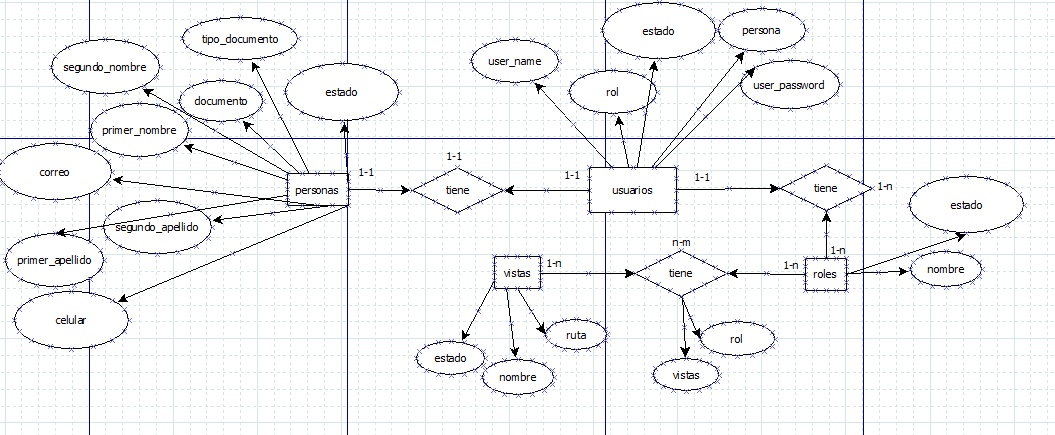 tipo_documento
segundo_nombre
estado
documento
primer_nombre
correo
personas
segundo_apellido
primer_apellido
celular
1-1
1-1
tiene
1-1
user_name
rol
estado
persona
user_password
usuarios
1-1
tiene
1-n
1-n
estado
nombre
roles
1-n
n-m
tiene
1-n
vistas
rol
vistas
ruta
estado
nombre